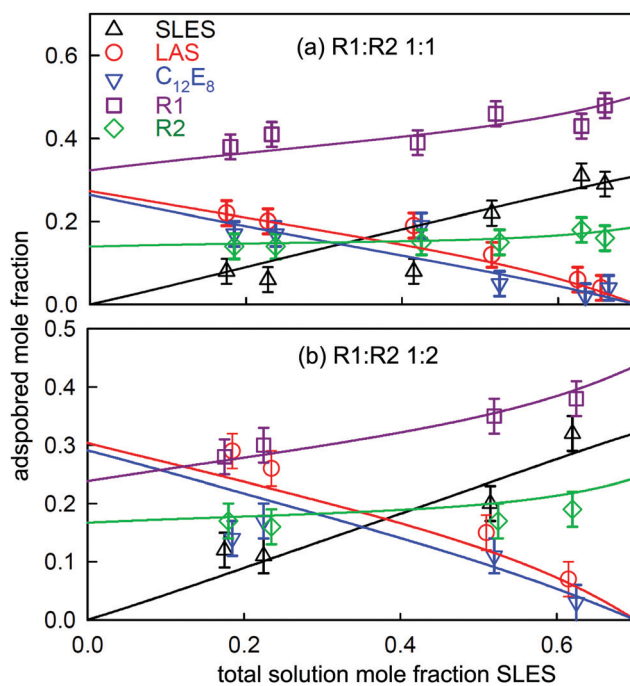 SLES
LAS
C₁₂E₈
R1
R2
(a) R1:R2 1:1
0.6
0.4
0.2
0.0
(b) R1:R2 1:2
0.5
0.4
0.3
0.2
0.1
0.0
0.0 0.2 0.4 0.6
adspobred mole fraction
total solution mole fraction SLES